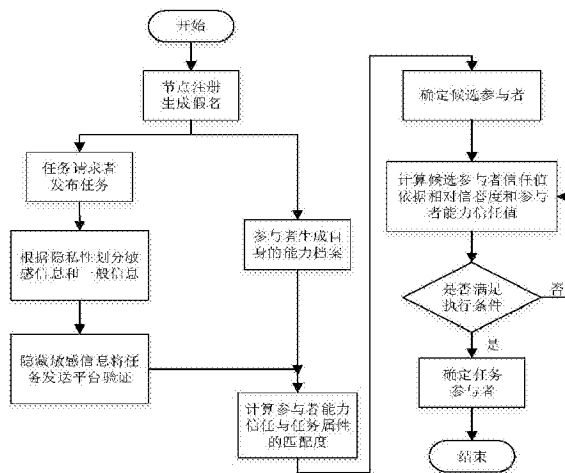 开始
节点注册
生成假名
任务请求者
发布任务
根据隐私性划分敏
感信息和一般信息
隐藏敏感信息将任
务发送平台验证
参与者生成自
身的能力档案
计算参与者能力
信任与任务属性
的匹配度
确定候选参与者
计算候选参与者信任值
依据相对信誉度和参与
者能力信任值
是否满足
执行条件
否
是
确定任务
参与者
结束